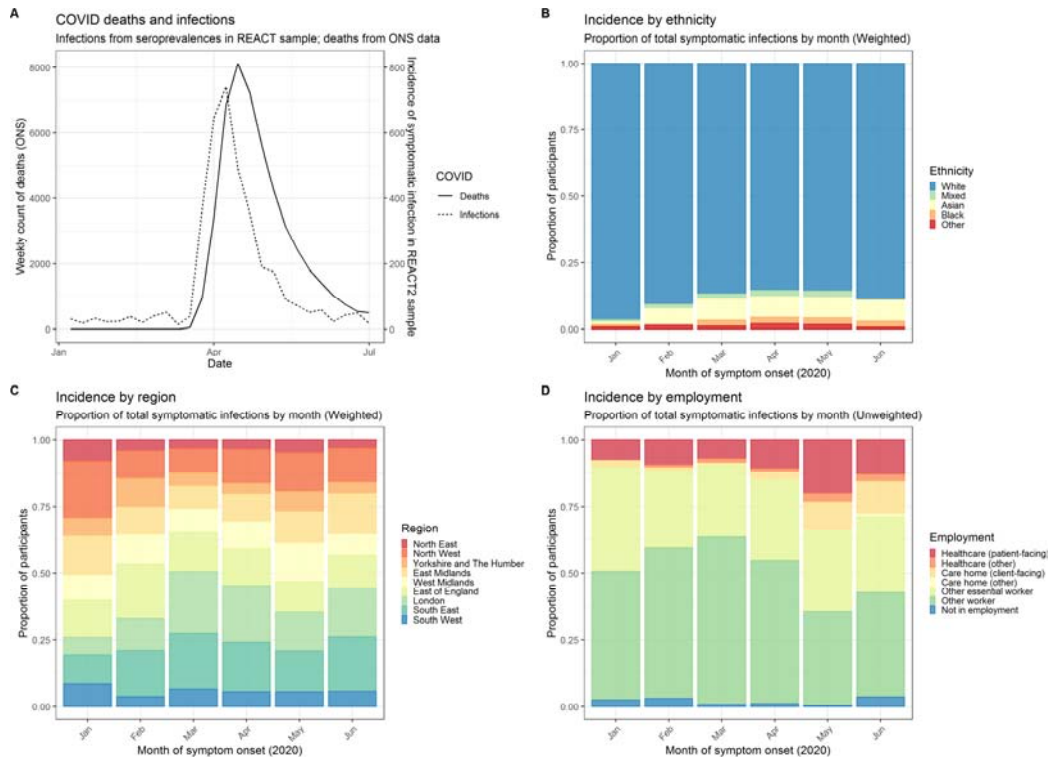 A
COVID deaths and infections
Infections from seroprevalences in REACT sample; deaths from ONS data
8000
6000
4000
2000
0
Weekly count of deaths (ONS)
800
600
400
200
0
Incidence of symptomatic infection in REACT2 sample
Jan
Apr
Jul
Date
COVID
Deaths
Infections
B
Incidence by ethnicity
Proportion of total symptomatic infections by month (Weighted)
1.00
0.75
0.50
0.25
0.00
Proportion of participants
Jan
Feb
Mar
Apr
May
Jun
Month of symptom onset (2020)
Ethnicity
White
Mixed
Asian
Black
Other
C
Incidence by region
Proportion of total symptomatic infections by month (Weighted)
1.00
0.75
0.50
0.25
0.00
Proportion of participants
Jan
Feb
Mar
Apr
May
Jun
Month of symptom onset (2020)
Region
North East
North West
Yorkshire and The Humber
East Midlands
West Midlands
East of England
London
South East
South West
D
Incidence by employment
Proportion of total symptomatic infections by month (Unweighted)
1.00
0.75
0.50
0.25
0.00
Proportion of participants
Jan
Feb
Mar
Apr
May
Jun
Month of symptom onset (2020)
Employment
Healthcare (patient-facing)
Healthcare (other)
Care home (client-facing)
Care home (other)
Other essential worker
Other worker
Not in employment